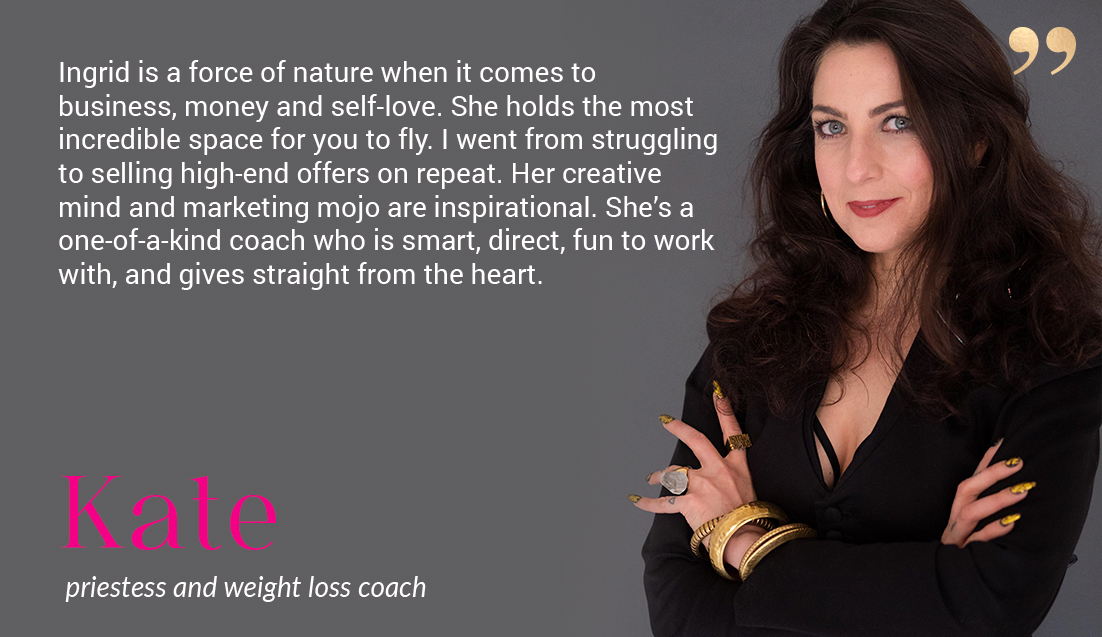 ”
Ingrid is a force of nature when it comes to
business, money and self-love. She holds the most
incredible space for you to fly. I went from struggling
to selling high-end offers on repeat. Her creative
mind and marketing mojo are inspirational. She’s a
one-of-a-kind coach who is smart, direct, fun to work
with, and gives straight from the heart.
Kate
priestess and weight loss coach